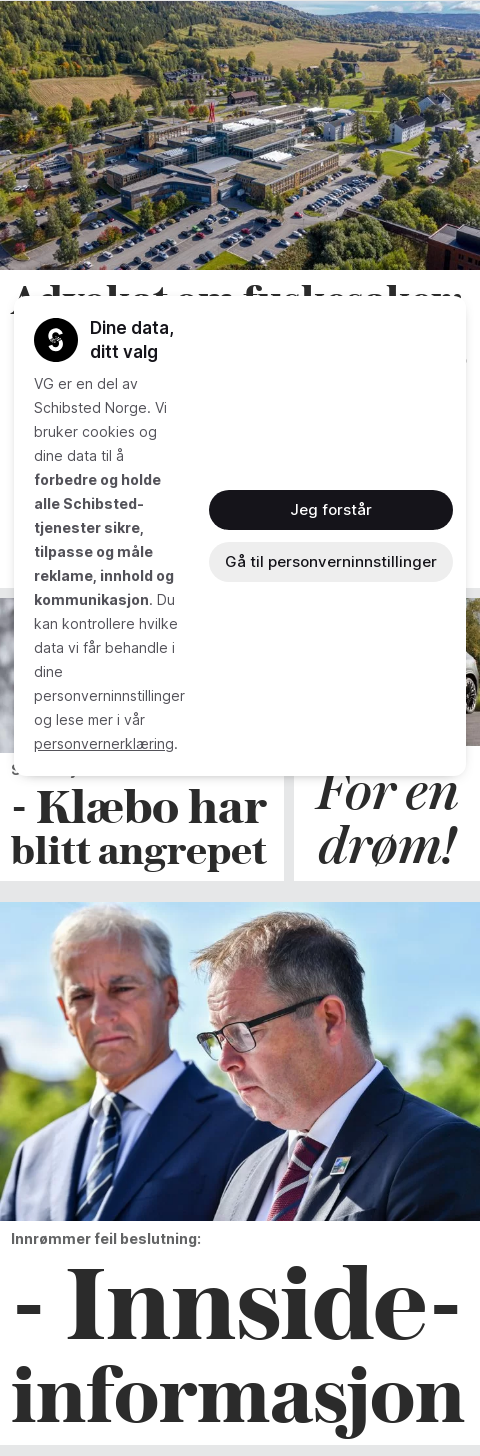 Advokat om fuskesaker:
Dine data,
ditt valg
VG er en del av
Schibsted Norge. Vi
bruker cookies og
dine data til å
forbedre og holde
alle Schibsted-
tjenester sikre,
tilpasse og måle
reklame, innhold og
kommunikasjon. Du
kan kontrollere hvilke
data vi får behandle i
dine
personverninnstillinger
og lese mer i vår
personvernerklæring.
Jeg forstår
Gå til personverninnstillinger
- Klæbo har
blitt angrepet
For en
drøm!
Innrømmer feil beslutning:
- Innside-
informasjon